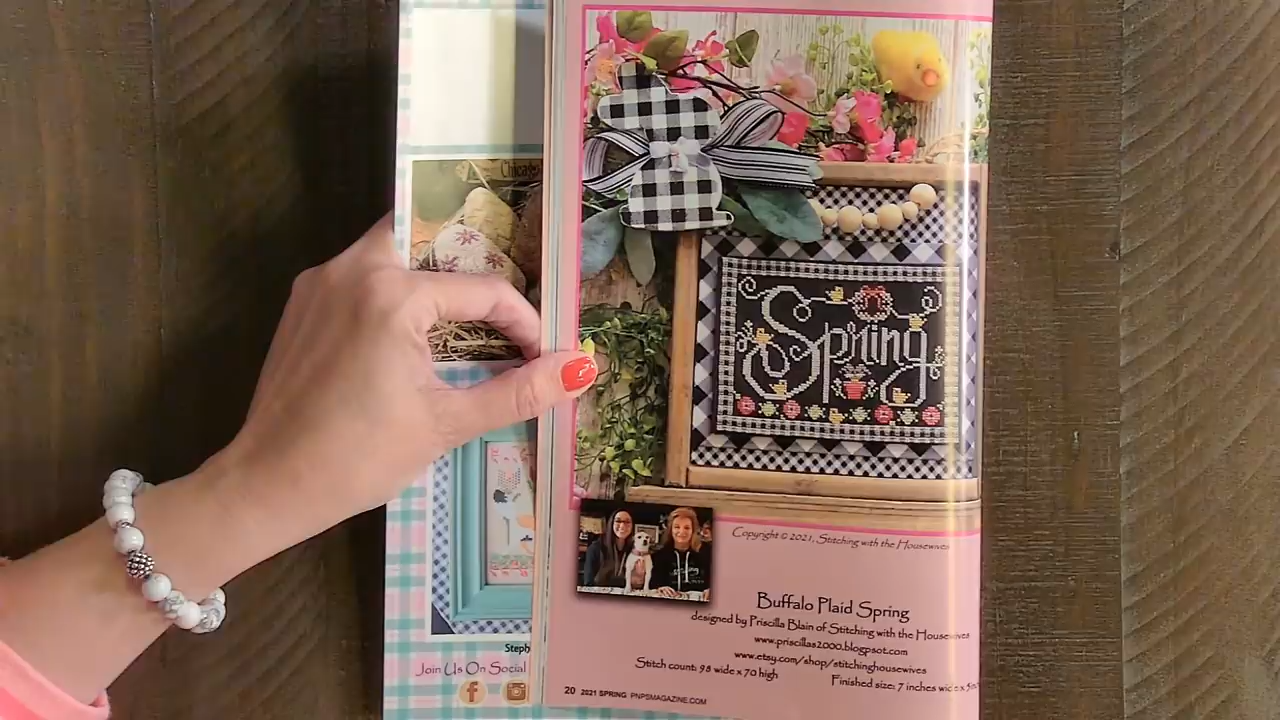 Chicago
Spring
Copyright © 2021, Stitching with the Housewives
Buffalo Plaid Spring
designed by Priscilla Blain of Stitching with the Housewives
www.priscillas2000.blogspot.com
www.etsy.com/shop/stitchinghousewives
Stitch count: 98 wide x 70 high
Finished size: 7 inches wide x
20 2021 SPRING PNPSMAGAZINE.COM
Join Us On Social